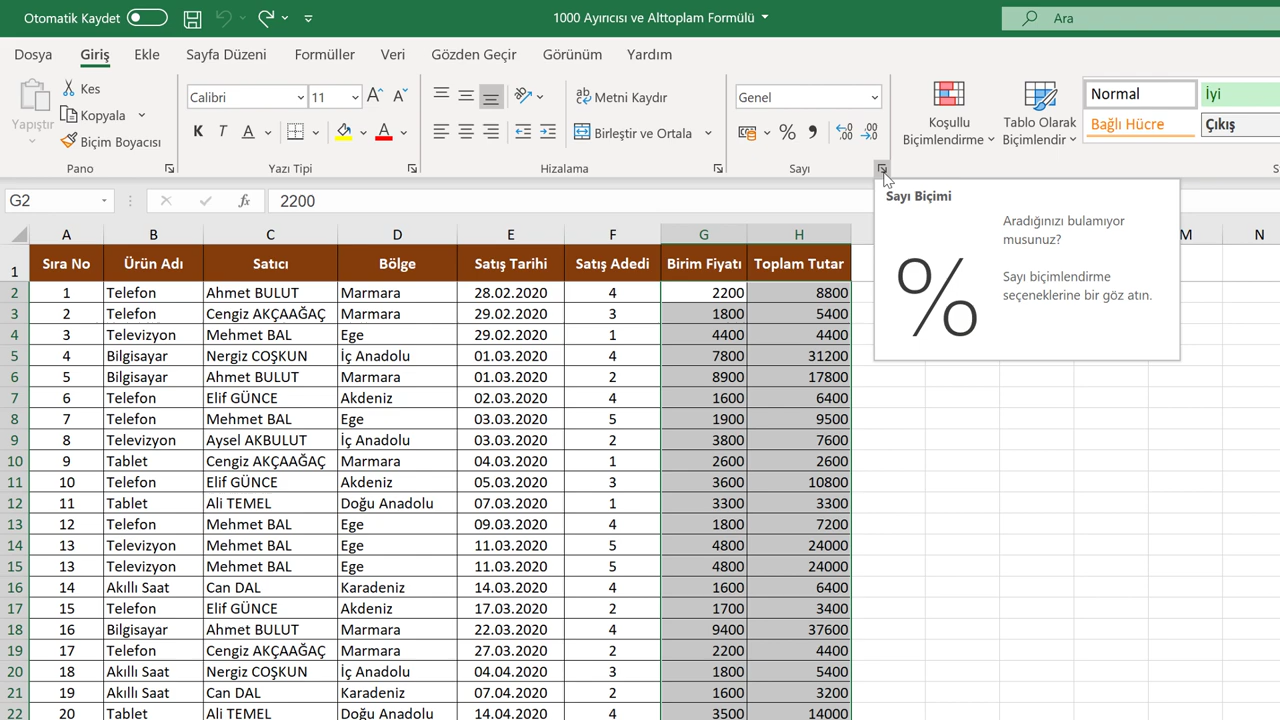 Otomatik Kaydet
1000 Ayırıcısı ve Alttoplam Formülü
Ara
Dosya Giriş Ekle Sayfa Düzeni Formüller Veri Gözden Geçir Görünüm Yardım
Yapıştır
Kes
Kopyala
Biçim Boyacısı
Pano
Calibri 11
K T A
Yazı Tipi
Metni Kaydır
Birleştir ve Ortala
Hizalama
Genel
Sayı
Koşullu
Biçimlendirme
Tablo Olarak
Biçimlendir
Normal İyi
Bağlı Hücre Çıkış
G2 fx 2200
Sayı Biçimi
Aradığınızı bulamıyor
musunuz?
Sayı biçimlendirme
seçeneklerine bir göz atın.
%
A B C D E F G H M N
1 Sıra No Ürün Adı Satıcı Bölge Satış Tarihi Satış Adedi Birim Fiyatı Toplam Tutar
2 1 Telefon Ahmet BULUT Marmara 28.02.2020 4 2200 8800
3 2 Telefon Cengiz AKÇAAĞAÇ Marmara 29.02.2020 3 1800 5400
4 3 Televizyon Mehmet BAL Ege 29.02.2020 1 4400 4400
5 4 Bilgisayar Nergiz COŞKUN İç Anadolu 01.03.2020 4 7800 31200
6 5 Bilgisayar Ahmet BULUT Marmara 01.03.2020 2 8900 17800
7 6 Telefon Elif GÜNCE Akdeniz 02.03.2020 4 1600 6400
8 7 Telefon Mehmet BAL Ege 03.03.2020 5 1900 9500
9 8 Televizyon Aysel AKBULUT İç Anadolu 03.03.2020 2 3800 7600
10 9 Tablet Cengiz AKÇAAĞAÇ Marmara 04.03.2020 1 2600 2600
11 10 Telefon Elif GÜNCE Akdeniz 05.03.2020 3 3600 10800
12 11 Tablet Ali TEMEL Doğu Anadolu 07.03.2020 1 3300 3300
13 12 Telefon Mehmet BAL Ege 09.03.2020 4 1800 7200
14 13 Televizyon Mehmet BAL Ege 11.03.2020 5 4800 24000
15 13 Televizyon Mehmet BAL Ege 11.03.2020 5 4800 24000
16 14 Akıllı Saat Can DAL Karadeniz 14.03.2020 4 1600 6400
17 15 Telefon Elif GÜNCE Akdeniz 17.03.2020 2 1700 3400
18 16 Bilgisayar Ahmet BULUT Marmara 22.03.2020 4 9400 37600
19 17 Telefon Cengiz AKÇAAĞAÇ Marmara 27.03.2020 2 2200 4400
20 18 Akıllı Saat Nergiz COŞKUN İç Anadolu 04.04.2020 3 1800 5400
21 19 Akıllı Saat Can DAL Karadeniz 07.04.2020 2 1600 3200
22 20 Tablet Ali TEMEL Doğu Anadolu 14.04.2020 4 3500 14000